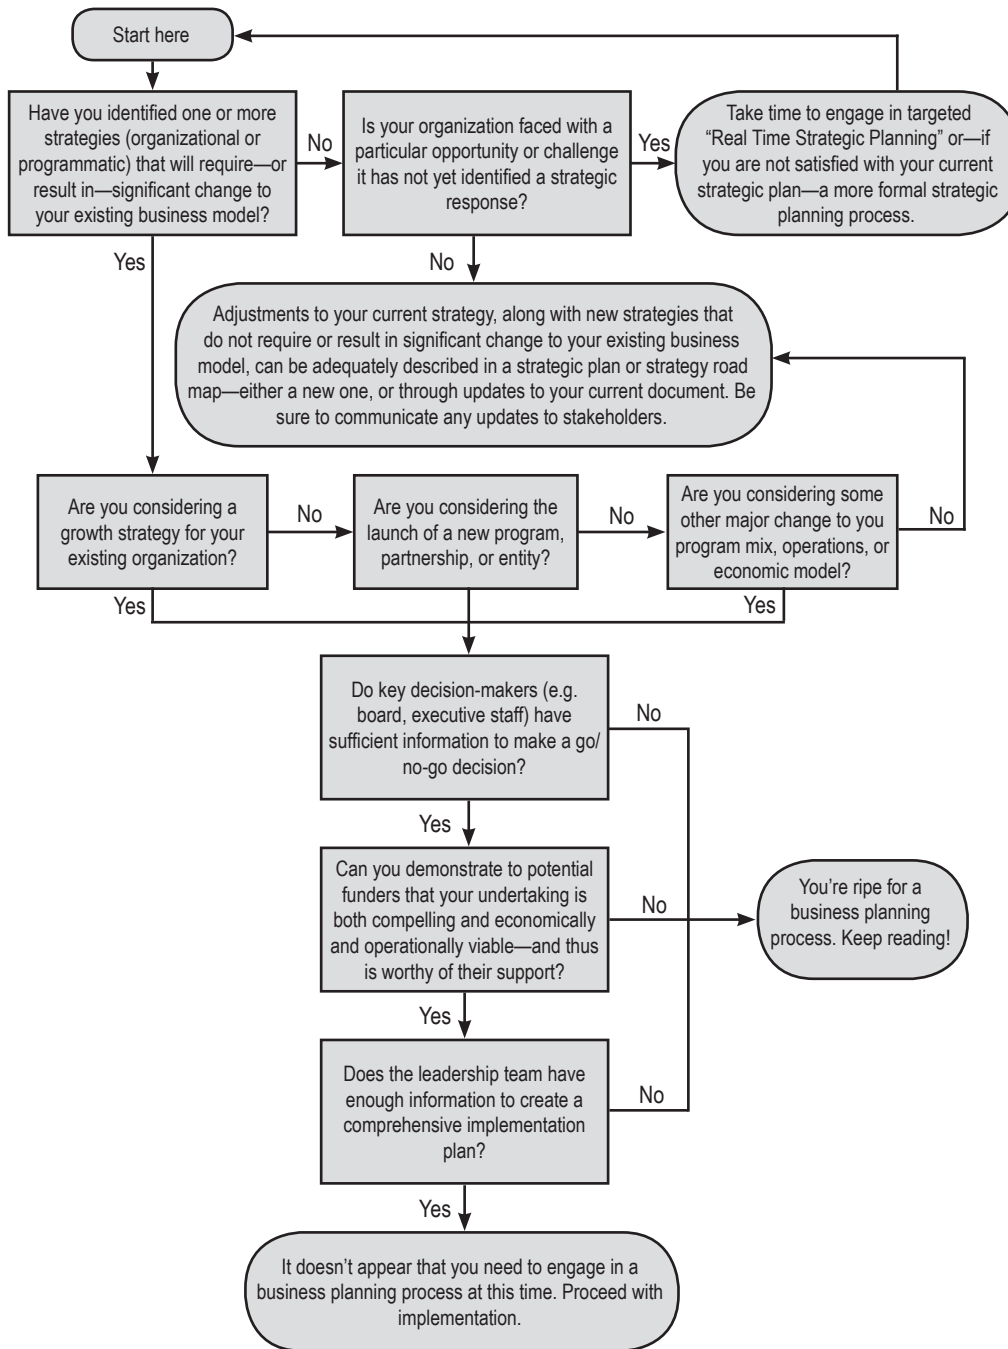 Start here
Have you identified one or more
strategies (organizational or
programmatic) that will require—or
result in—significant change to
your existing business model?
No
Is your organization faced with a
particular opportunity or challenge
it has not yet identified a strategic
response?
Yes
Take time to engage in targeted
“Real Time Strategic Planning” or—if
you are not satisfied with your current
strategic plan—a more formal strategic
planning process.
Yes
No
Adjustments to your current strategy, along with new strategies that
do not require or result in significant change to your existing business
model, can be adequately described in a strategic plan or strategy road
map—either a new one, or through updates to your current document. Be
sure to communicate any updates to stakeholders.
Are you considering a
growth strategy for your
existing organization?
No
Are you considering the
launch of a new program,
partnership, or entity?
No
Are you considering some
other major change to you
program mix, operations, or
economic model?
No
Yes
Yes
Do key decision-makers (e.g.
board, executive staff) have
sufficient information to make a go/
no-go decision?
No
Yes
Can you demonstrate to potential
funders that your undertaking is
both compelling and economically
and operationally viable—and thus
is worthy of their support?
No
You’re ripe for a
business planning
process. Keep reading!
Yes
Does the leadership team have
enough information to create a
comprehensive implementation
plan?
No
Yes
It doesn’t appear that you need to engage in a
business planning process at this time. Proceed with
implementation.